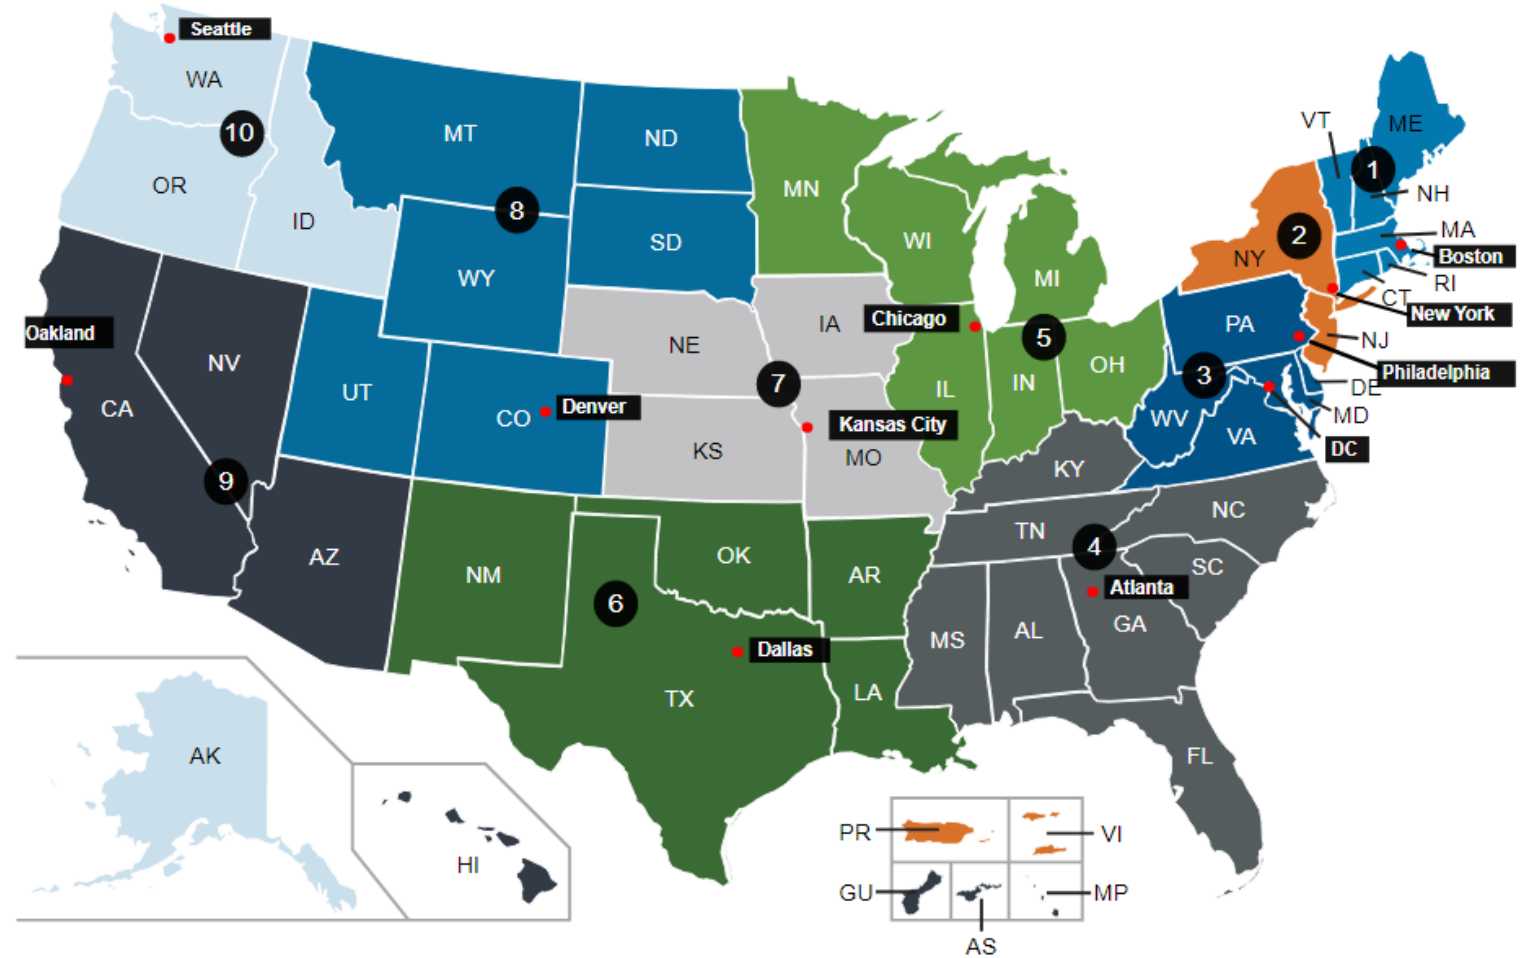 Seattle
WA
10
OR
ID
MT
ND
8
WY
SD
MN
WI
MI
VT
ME
1
NH
2
NY
MA
Boston
RI
CT
New York
Oakland
NV
CA
UT
CO
Denver
NE
IA
Chicago
7
Kansas City
KS
MO
IL
IN
5
OH
PA
NJ
3
Philadelphia
DE
MD
WV
VA
DC
9
AZ
NM
OK
6
TX
Dallas
AR
LA
KY
TN
4
NC
SC
Atlanta
GA
AL
MS
FL
AK
HI
PR
VI
GU
MP
AS